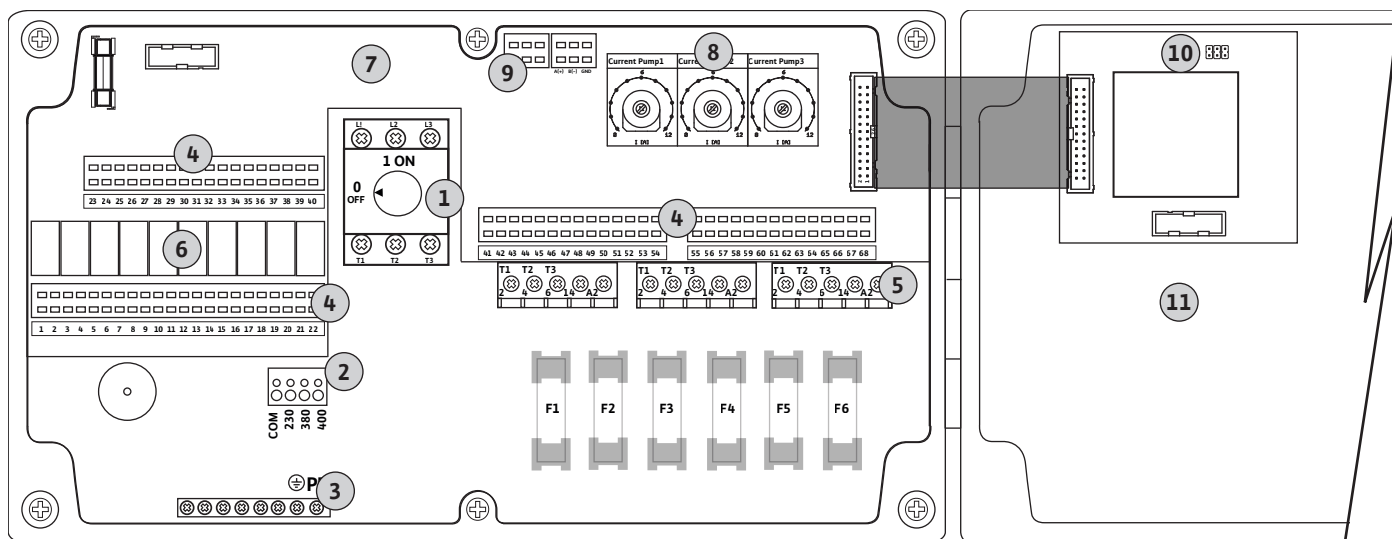 7
8
9
10
A(+) B(-) GND
Current Pump1 Curre 2 Current Pump3
6 6 6
12
I [A] I [A] I [A]
4
L1 L2 L3
1 ON
0
OFF
1
23 24 25 26 27 28 29 30 31 32 33 34 35 36 37 38 39 40
6
4
41 42 43 44 45 46 47 48 49 50 51 52 53 54 55 56 57 58 59 60 61 62 63 64 65 66 67 68
T1 T2 T3
T1 T2 T3 T1 T2 T3 T1 T2 T3
5
2 4 6 14 A2 2 4 6 14 A2 2 4 6 14 A2
4
11
1 2 3 4 5 6 7 8 9 10 11 12 13 14 15 16 17 18 19 20 21 22
2
COM
230
380
400
F1 F2 F3 F4 F5 F6
3